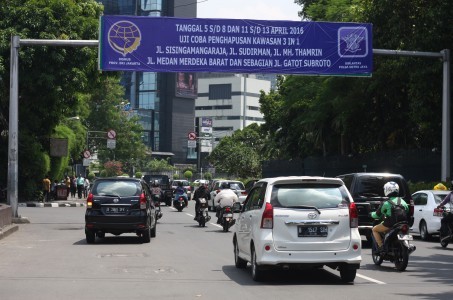 TANGGAL 5 S/D 8 DAN 11 S/D 13 APRIL 2016
UJI COBA PENGHAPUSAN KAWASAN 3 IN 1
JL. SISINGAMANGARAJA, JL. SUDIRMAN, JL. MH. THAMRIN
JL. MEDAN MERDEKA BARAT DAN SEBAGIAN JL. GATOT SUBROTO